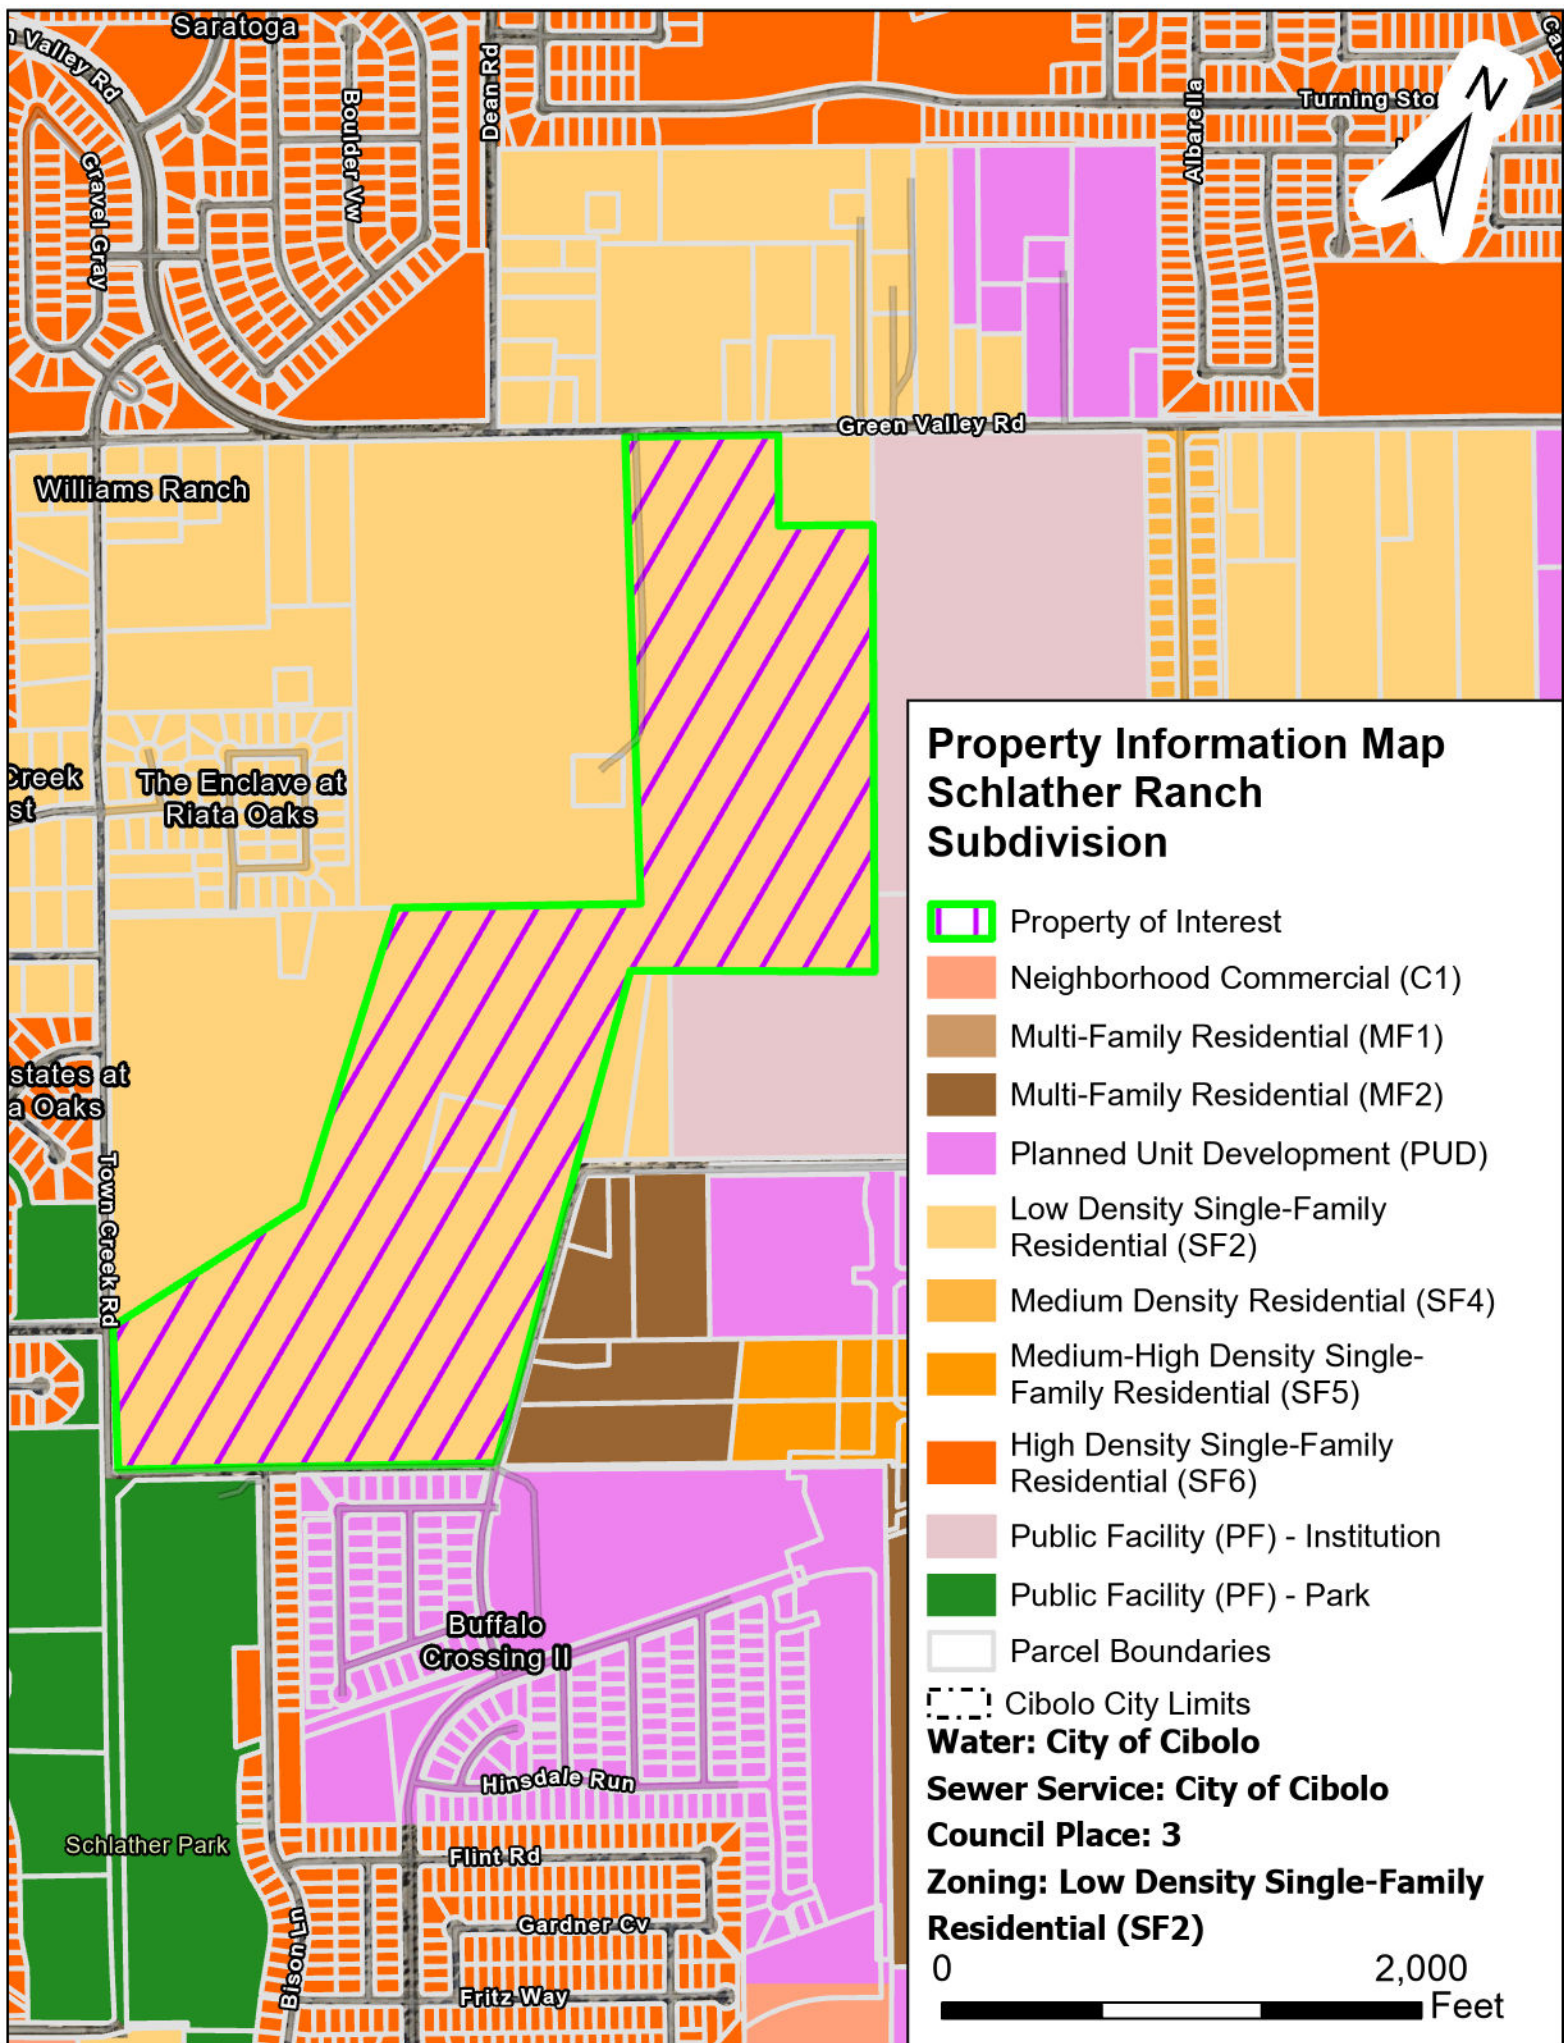 Saratoga
Valley Rd
Dean Rd
Boulder Vw
Gravel Gray
Albarella
N
Green Valley Rd
Williams Ranch
The Enclave at
Riata Oaks
Creek
st
states at
a Oaks
Town Creek Rd
Buffalo
Crossing II
Hinsdale Run
Schlather Park
Flint Rd
Gardner Cv
Bison Ln
Fritz Way
Property Information Map
Schlather Ranch
Subdivision
Property of Interest
Neighborhood Commercial (C1)
Multi-Family Residential (MF1)
Multi-Family Residential (MF2)
Planned Unit Development (PUD)
Low Density Single-Family
Residential (SF2)
Medium Density Residential (SF4)
Medium-High Density Single-
Family Residential (SF5)
High Density Single-Family
Residential (SF6)
Public Facility (PF) - Institution
Public Facility (PF) - Park
Parcel Boundaries
Cibolo City Limits
Water: City of Cibolo
Sewer Service: City of Cibolo
Council Place: 3
Zoning: Low Density Single-Family
Residential (SF2)
0 2,000
Feet
Turning Sto